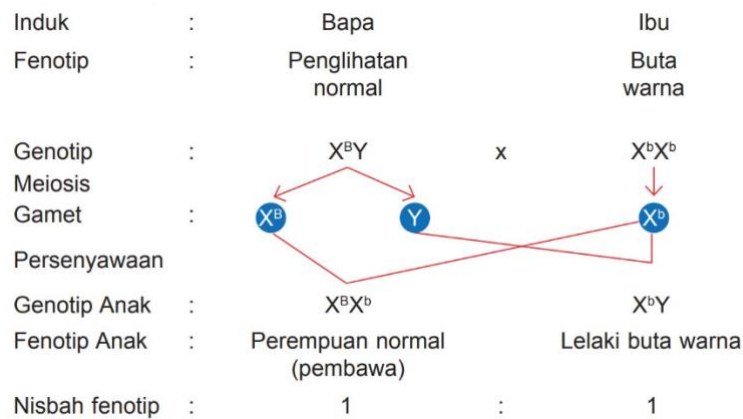 Induk : Bapa Ibu
Fenotip : Penglihatan normal Buta warna
Genotip : XᴮY x XᵇXᵇ
Meiosis
Gamet : Xᴮ Y Xᵇ
Persenyawaan
Genotip Anak : XᴮXᵇ XᵇY
Fenotip Anak : Perempuan normal (pembawa) Lelaki buta warna
Nisbah fenotip : 1 : 1